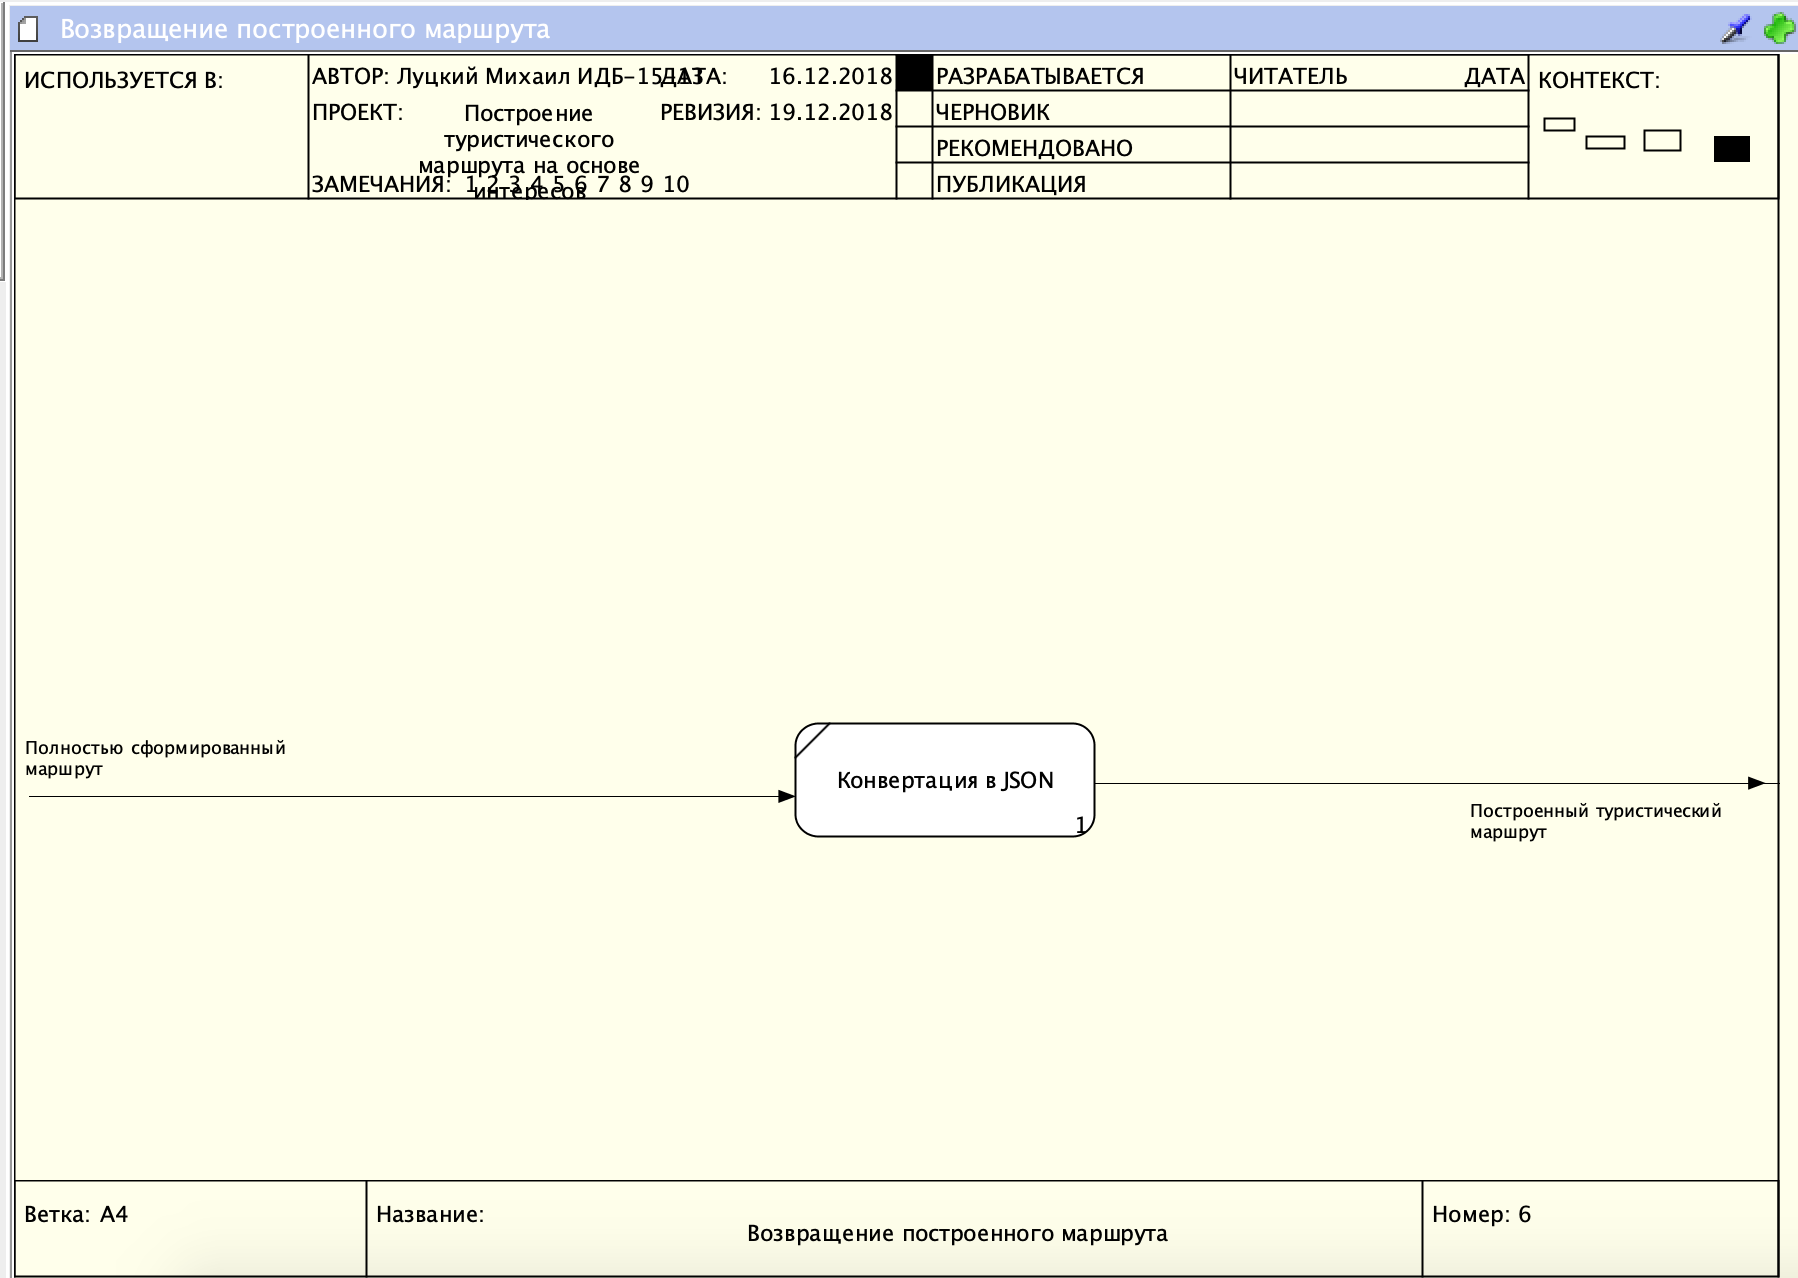 Возвращение построенного маршрута
ИСПОЛЬЗУЕТСЯ В:
АВТОР: Луцкий Михаил ИДБ-15-13
ДАТА: 16.12.2018
ПРОЕКТ: Построение
туристического
маршрута на основе
интересов
РЕВИЗИЯ: 19.12.2018
ЗАМЕЧАНИЯ: 1 2 3 4 5 6 7 8 9 10
РАЗРАБАТЫВАЕТСЯ
ЧЕРНОВИК
РЕКОМЕНДОВАНО
ПУБЛИКАЦИЯ
ЧИТАТЕЛЬ ДАТА
КОНТЕКСТ:
Полностью сформированный
маршрут
Конвертация в JSON
1
Построенный туристический
маршрут
Ветка: A4
Название:
Возвращение построенного маршрута
Номер: 6